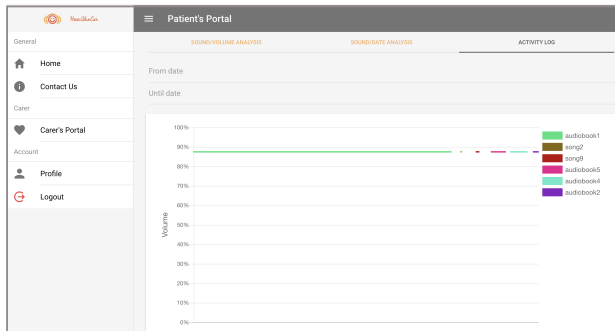 Patient's Portal
General
Home
Contact Us
Carer
Carer's Portal
Account
Profile
Logout
SOUND/VOLUME ANALYSIS
SOUND/DATE ANALYSIS
ACTIVITY LOG
From date
Until date
Volume
100%
90%
80%
70%
60%
50%
40%
30%
20%
10%
0%
audiobook1
song2
song9
audiobook5
audiobook4
audiobook2